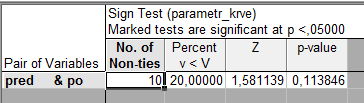 Sign Test (parametr_krve)
Marked tests are significant at p <,05000
Pair of Variables No. of Non-ties Percent v < V Z p-value
pred & po 10 20,00000 1,581139 0,113846